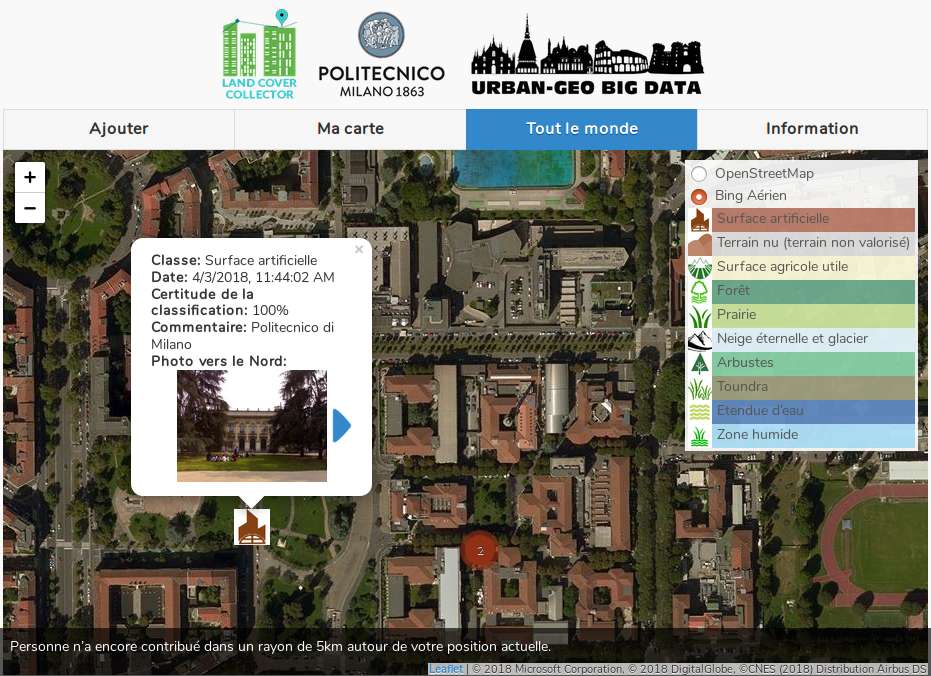 LAND COVER
COLLECTOR
POLITECNICO
MILANO 1863
URBAN-GEO BIG DATA
Ajouter
Ma carte
Tout le monde
Information
+
−
OpenStreetMap
Bing Aérien
Surface artificielle
Terrain nu (terrain non valorisé)
Surface agricole utile
Forêt
Prairie
Neige éternelle et glacier
Arbustes
Toundra
Etendue d'eau
Zone humide
×
Classe: Surface artificielle
Date: 4/3/2018, 11:44:02 AM
Certitude de la
classification: 100%
Commentaire: Politecnico di
Milano
Photo vers le Nord:
2
Personne n'a encore contribué dans un rayon de 5km autour de votre position actuelle.
Leaflet | © 2018 Microsoft Corporation, © 2018 DigitalGlobe, ©CNES (2018) Distribution Airbus DS